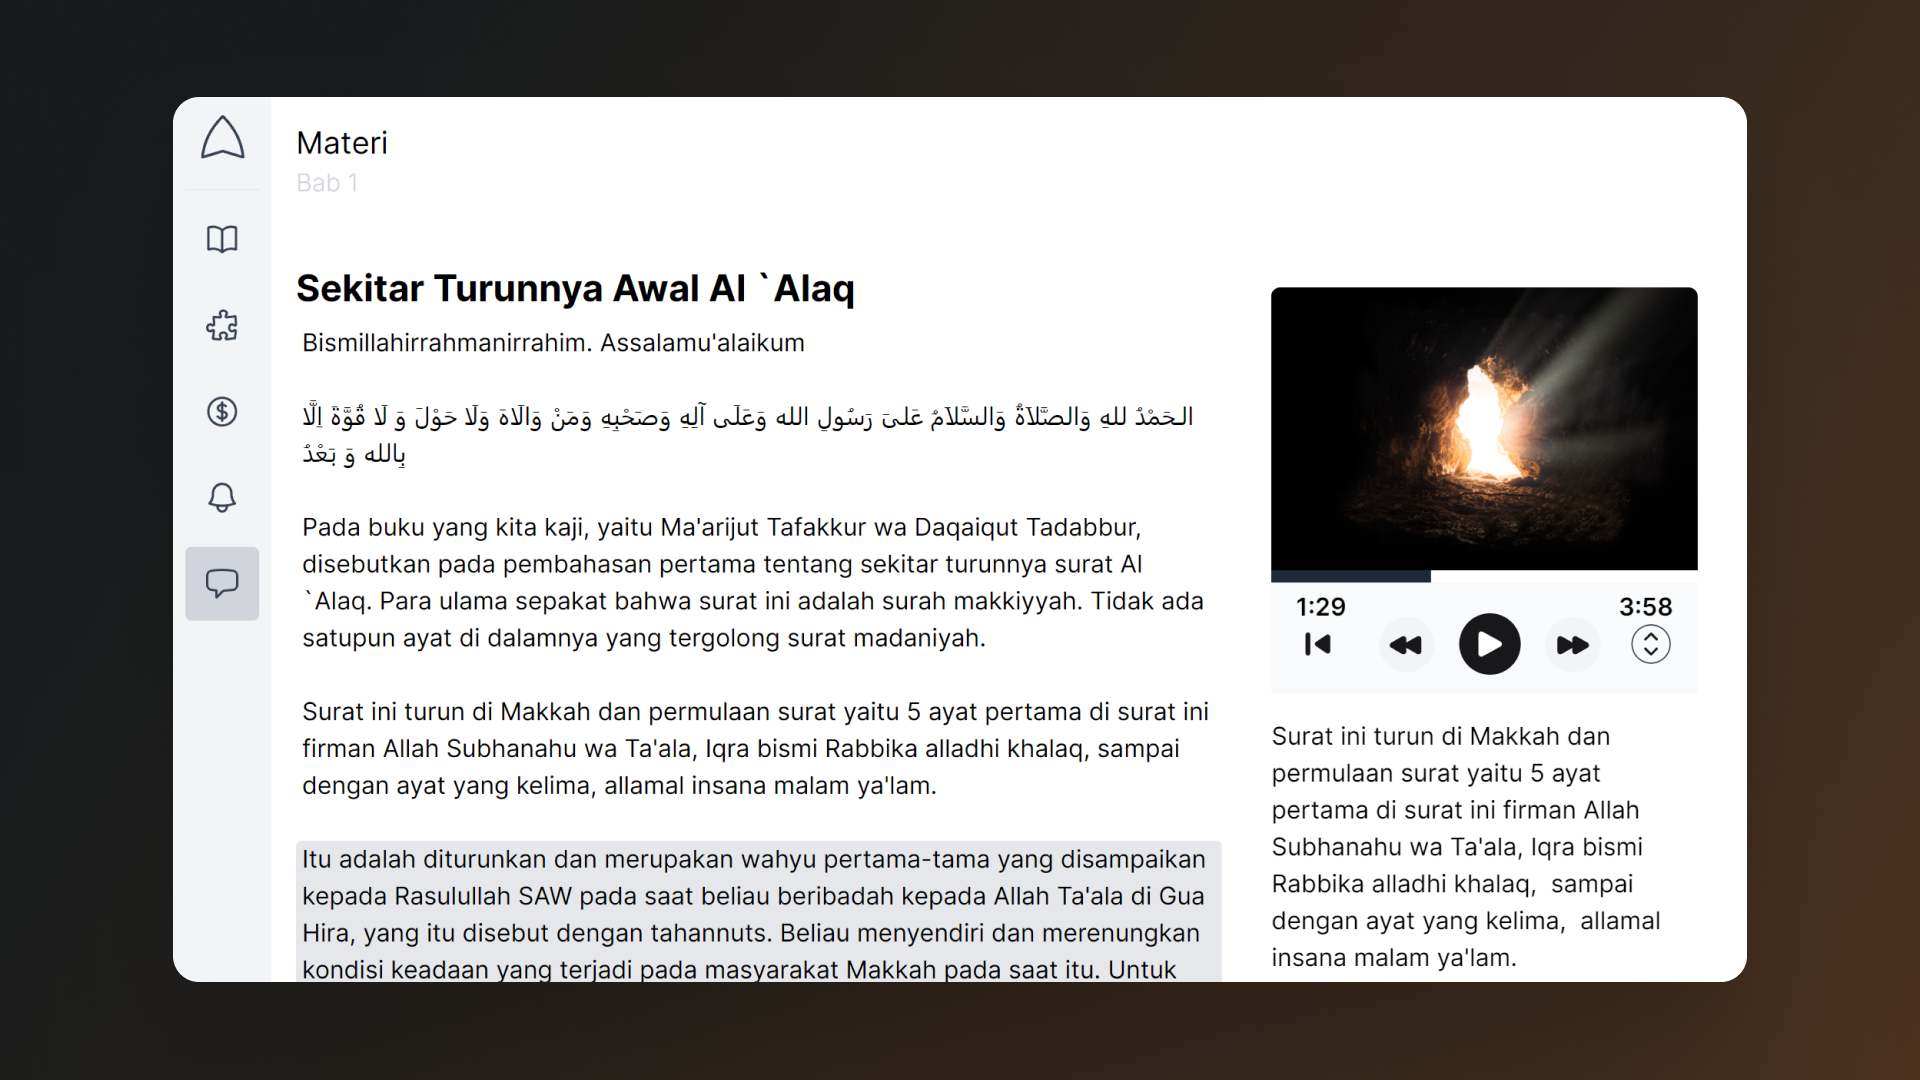 Materi
Bab 1
Sekitar Turunnya Awal Al `Alaq
Bismillahirrahmanirrahim. Assalamu'alaikum
الـحَمْدُ للهِ وَالصَّلاَةُ وَالسَّلاَمُ عَلىَ رَسُولِ الله وَعَلَى آلِهِ وَصَحْبِهِ وَمَنْ وَالَاهَ وَلَا حَوْلَ وَ لَا قُوَّةَ اِلَّا
بِالله وَ بَعْدُ
Pada buku yang kita kaji, yaitu Ma'arijut Tafakkur wa Daqaiqut Tadabbur,
disebutkan pada pembahasan pertama tentang sekitar turunnya surat Al
`Alaq. Para ulama sepakat bahwa surat ini adalah surah makkiyyah. Tidak ada
satupun ayat di dalamnya yang tergolong surat madaniyah.
Surat ini turun di Makkah dan permulaan surat yaitu 5 ayat pertama di surat ini
firman Allah Subhanahu wa Ta'ala, Iqra bismi Rabbika alladhi khalaq, sampai
dengan ayat yang kelima, allamal insana malam ya'lam.
Itu adalah diturunkan dan merupakan wahyu pertama-tama yang disampaikan
kepada Rasulullah SAW pada saat beliau beribadah kepada Allah Ta'ala di Gua
Hira, yang itu disebut dengan tahannuts. Beliau menyendiri dan merenungkan
kondisi keadaan yang terjadi pada masyarakat Makkah pada saat itu. Untuk
1:29
3:58
Surat ini turun di Makkah dan
permulaan surat yaitu 5 ayat
pertama di surat ini firman Allah
Subhanahu wa Ta'ala, Iqra bismi
Rabbika alladhi khalaq,  sampai
dengan ayat yang kelima,  allamal
insana malam ya'lam.